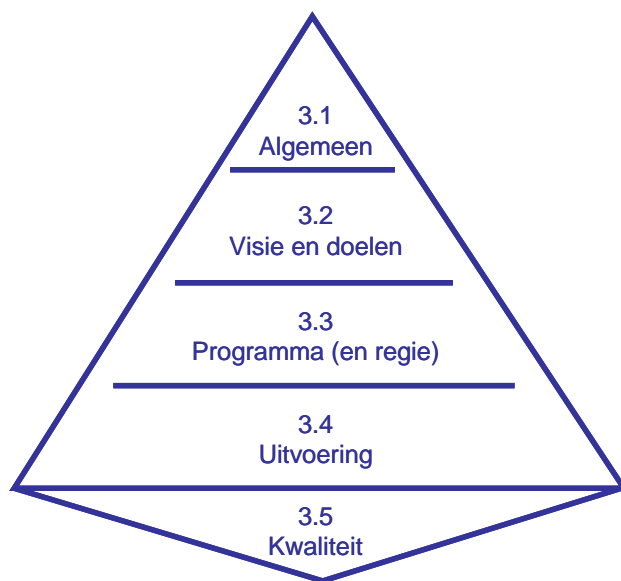 3.1
Algemeen
3.2
Visie en doelen
3.3
Programma (en regie)
3.4
Uitvoering
3.5
Kwaliteit